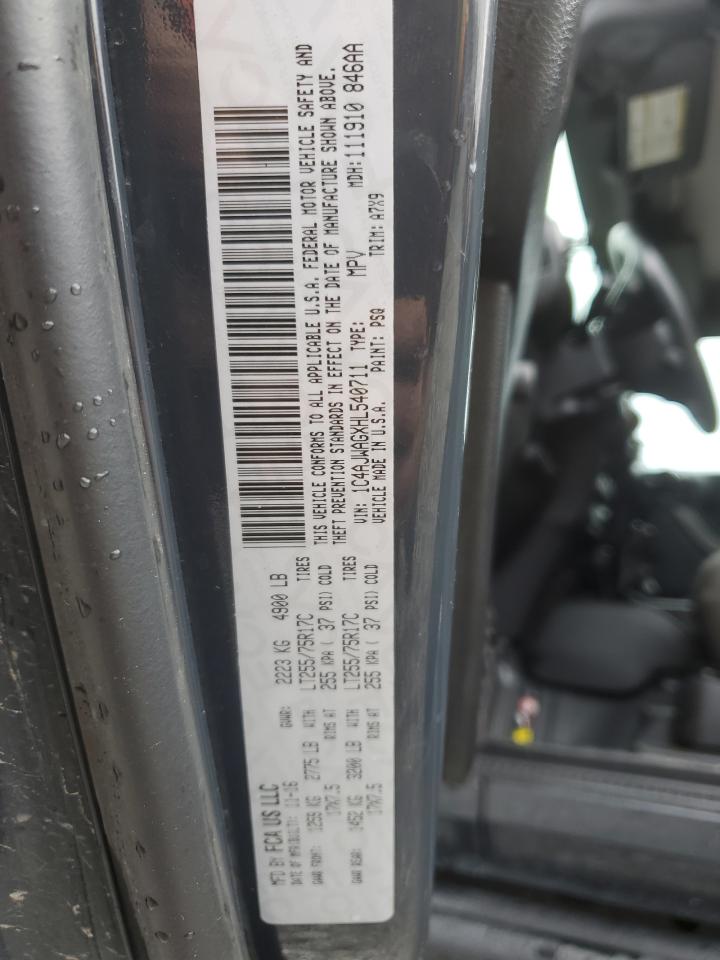 MFD BY FCA US LLC
DATE OF MFR/BUILT: 11-16 GVWR: 2223 KG 4900 LB
GAWR FRONT: 1259 KG 2775 LB WITH LT255/75R17C TIRES
17X7.5 RIMS AT 255 KPA ( 37 PSI) COLD
GAWR REAR: 1452 KG 3200 LB WITH LT255/75R17C TIRES
17X7.5 RIMS AT 255 KPA ( 37 PSI) COLD
THIS VEHICLE CONFORMS TO ALL APPLICABLE U.S.A. FEDERAL MOTOR VEHICLE SAFETY AND
THEFT PREVENTION STANDARDS IN EFFECT ON THE DATE OF MANUFACTURE SHOWN ABOVE.
VIN: 1C4AJWAGXHL540711 TYPE: MPV MDH: 111910 846AA
VEHICLE MADE IN U.S.A. PAINT: PSQ TRIM: A7X9